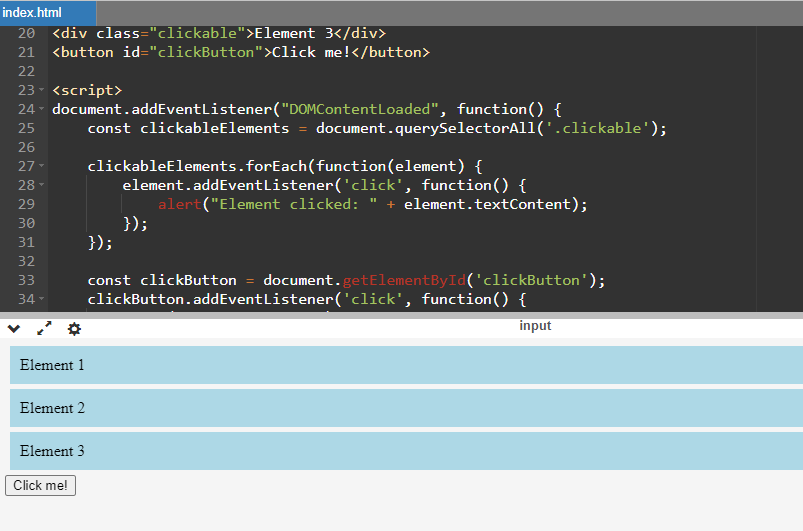 index.html
20 <div class="clickable">Element 3</div>
21 <button id="clickButton">Click me!</button>
22
23 <script>
24 document.addEventListener("DOMContentLoaded", function() {
25     const clickableElements = document.querySelectorAll('.clickable');
26
27     clickableElements.forEach(function(element) {
28         element.addEventListener('click', function() {
29             alert("Element clicked: " + element.textContent);
30         });
31     });
32
33     const clickButton = document.getElementById('clickButton');
34     clickButton.addEventListener('click', function() {
input
Element 1
Element 2
Element 3
Click me!